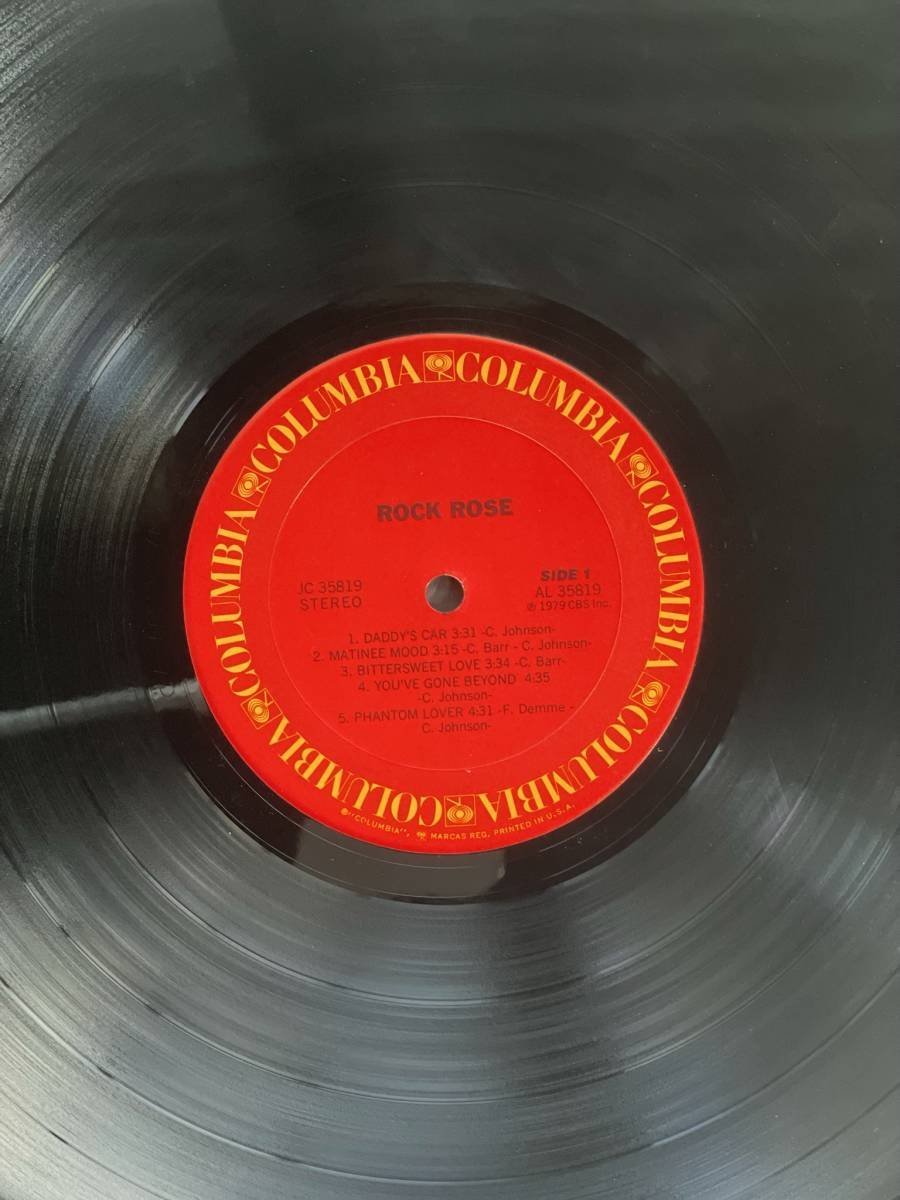 COLUMBIA COLUMBIA COLUMBIA COLUMBIA COLUMBIA COLUMBIA COLUMBIA
ROCK ROSE
JC 35819
STEREO
SIDE 1
AL 35819
℗ 1979 CBS Inc.
1. DADDY'S CAR 3:31 -C. Johnson-
2. MATINEE MOOD 3:15 -C. Barr - C. Johnson-
3. BITTERSWEET LOVE 3:34 -C. Barr-
4. YOU'VE GONE BEYOND 4:35
-C. Johnson-
5. PHANTOM LOVER 4:31 -F. Demme -
C. Johnson-
®"COLUMBIA", MARCAS REG. PRINTED IN U.S.A.